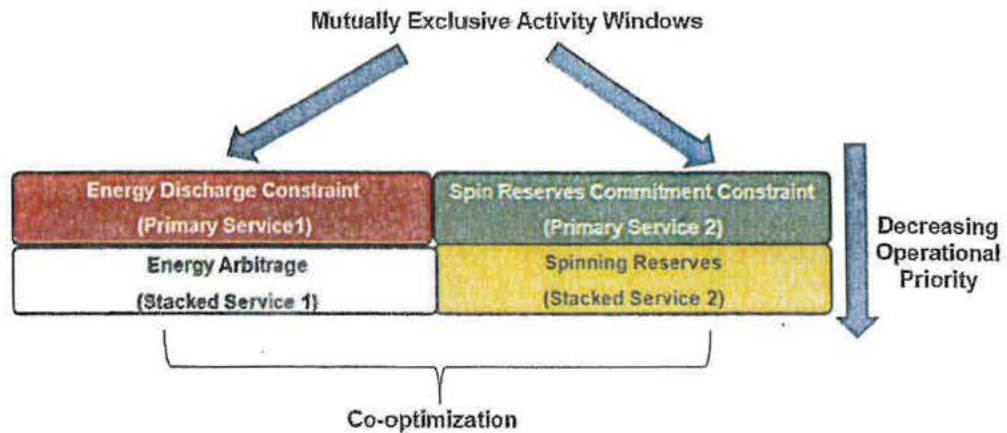 Mutually Exclusive Activity Windows
Energy Discharge Constraint
(Primary Service1)
Spin Reserves Commitment Constraint
(Primary Service 2)
Energy Arbitrage
(Stacked Service 1)
Spinning Reserves
(Stacked Service 2)
Decreasing
Operational
Priority
Co-optimization